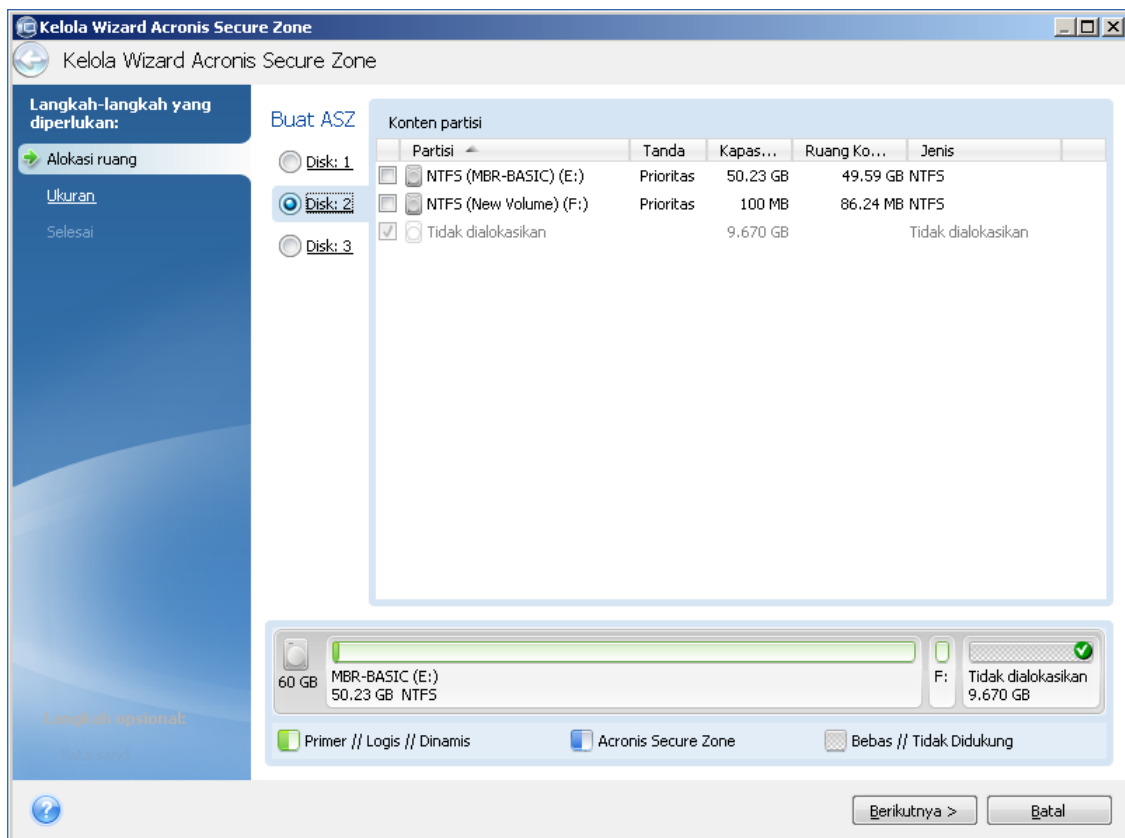 Kelola Wizard Acronis Secure Zone
Kelola Wizard Acronis Secure Zone
Langkah-langkah yang
diperlukan:
Alokasi ruang
Ukuran
Selesai
Langkah opsional:
Kata sandi
Buat ASZ
Disk: 1
Disk: 2
Disk: 3
Konten partisi
Partisi Tanda Kapas... Ruang Ko... Jenis
NTFS (MBR-BASIC) (E:) Prioritas 50.23 GB 49.59 GB NTFS
NTFS (New Volume) (F:) Prioritas 100 MB 86.24 MB NTFS
Tidak dialokasikan 9.670 GB Tidak dialokasikan
60 GB
MBR-BASIC (E:)
50.23 GB NTFS
F:
Tidak dialokasikan
9.670 GB
Primer // Logis // Dinamis
Acronis Secure Zone
Bebas // Tidak Didukung
Berikutnya >
Batal